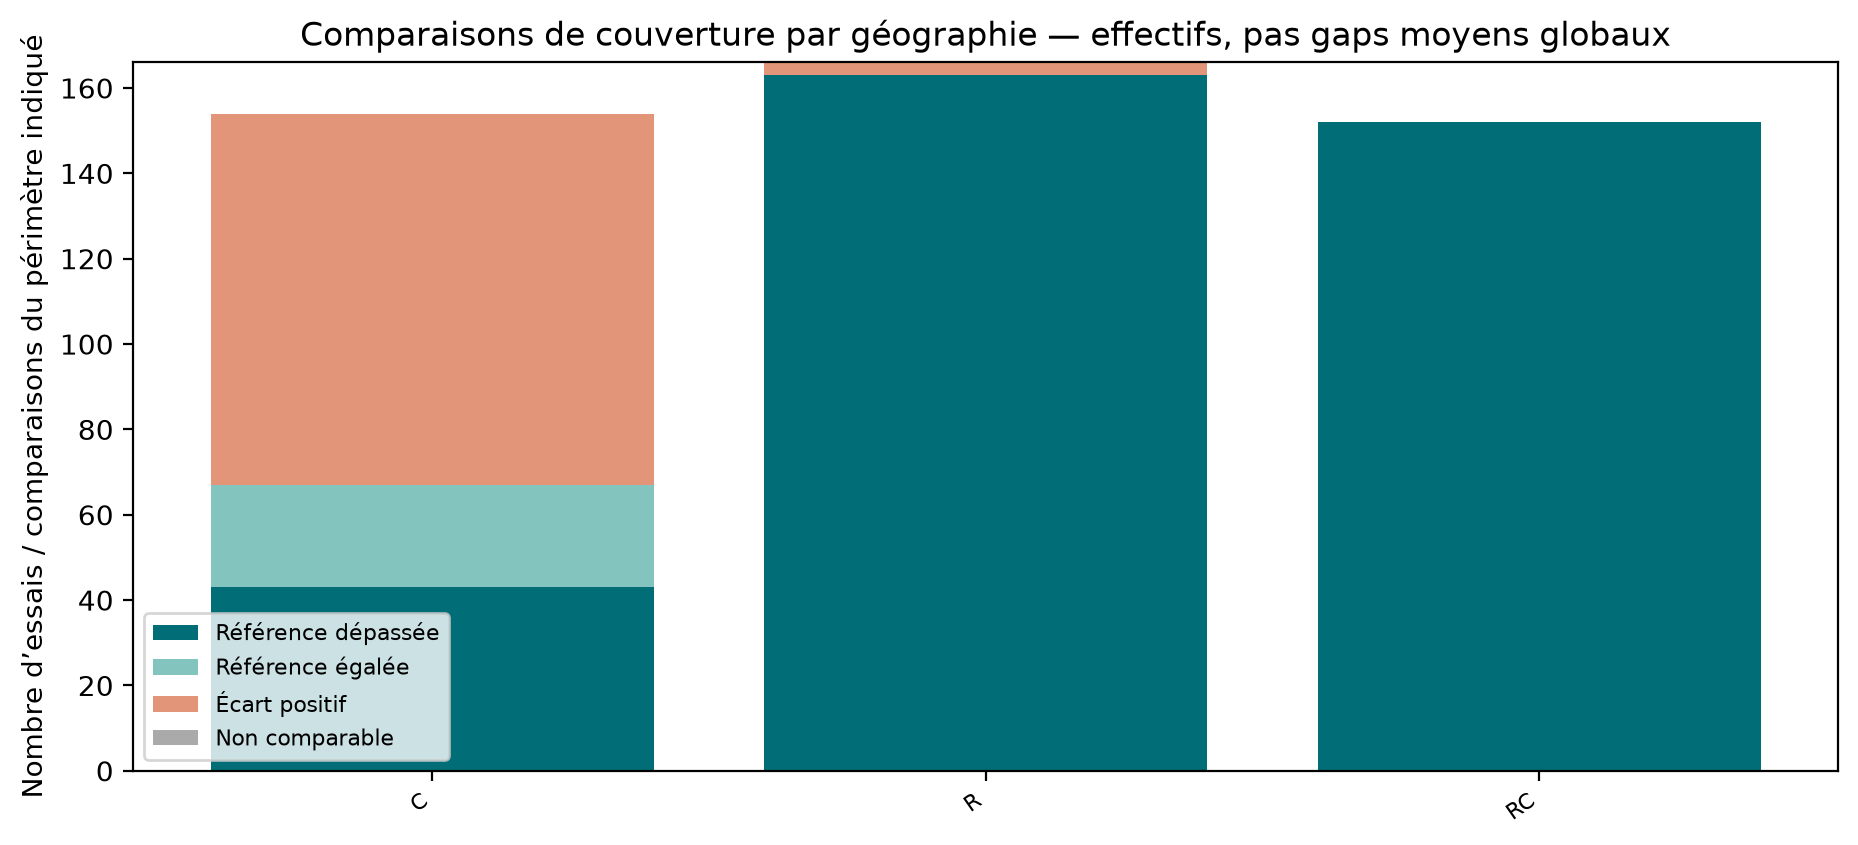 Comparaisons de couverture par géographie — effectifs, pas gaps moyens globaux
Nombre d’essais / comparaisons du périmètre indiqué
160
140
120
100
80
60
40
20
0
Référence dépassée
Référence égalée
Écart positif
Non comparable
C
R
RC